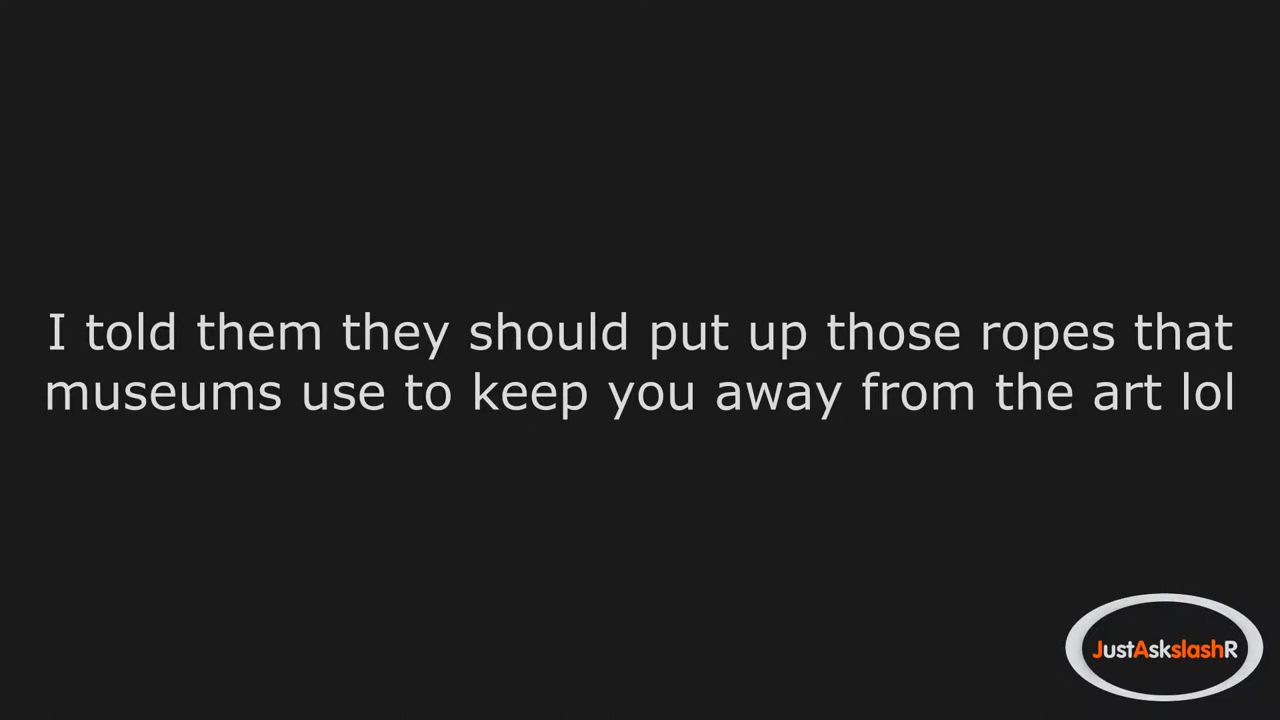 I told them they should put up those ropes that
museums use to keep you away from the art lol
JustAskslashR